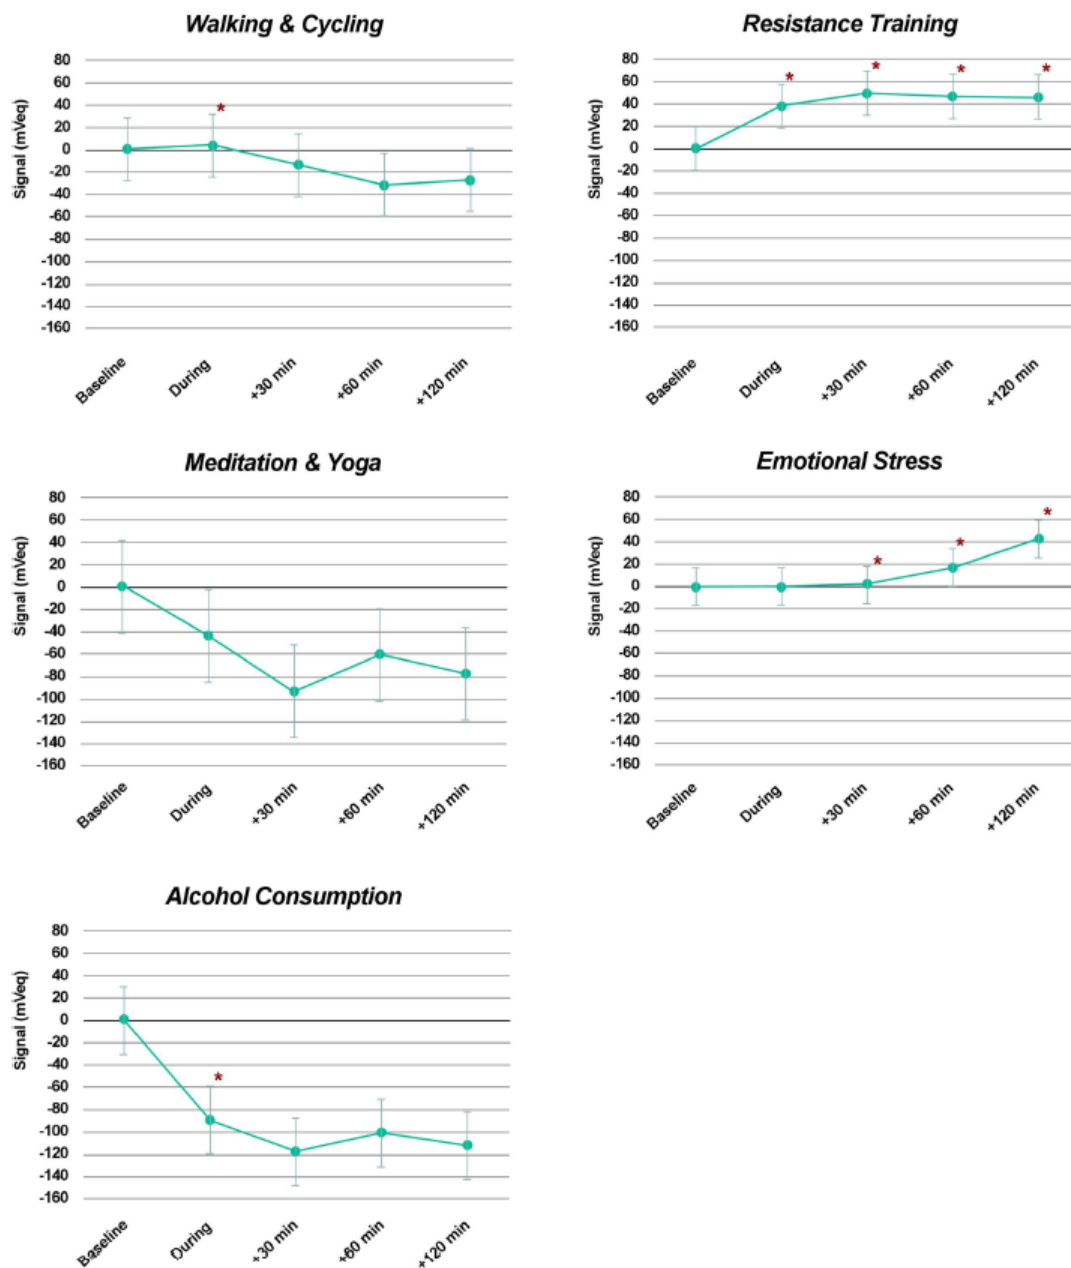 Walking & Cycling
Signal (mVeq)
80
60
40
20
0
-20
-40
-60
-80
-100
-120
-140
-160
*
Baseline
During
+30 min
+60 min
+120 min
Resistance Training
Signal (mVeq)
80
60
40
20
0
-20
-40
-60
-80
-100
-120
-140
-160
*
*
*
*
Baseline
During
+30 min
+60 min
+120 min
Meditation & Yoga
Signal (mVeq)
80
60
40
20
0
-20
-40
-60
-80
-100
-120
-140
-160
Baseline
During
+30 min
+60 min
+120 min
Emotional Stress
Signal (mVeq)
80
60
40
20
0
-20
-40
-60
-80
-100
-120
-140
-160
*
*
*
Baseline
During
+30 min
+60 min
+120 min
Alcohol Consumption
Signal (mVeq)
80
60
40
20
0
-20
-40
-60
-80
-100
-120
-140
-160
*
Baseline
During
+30 min
+60 min
+120 min